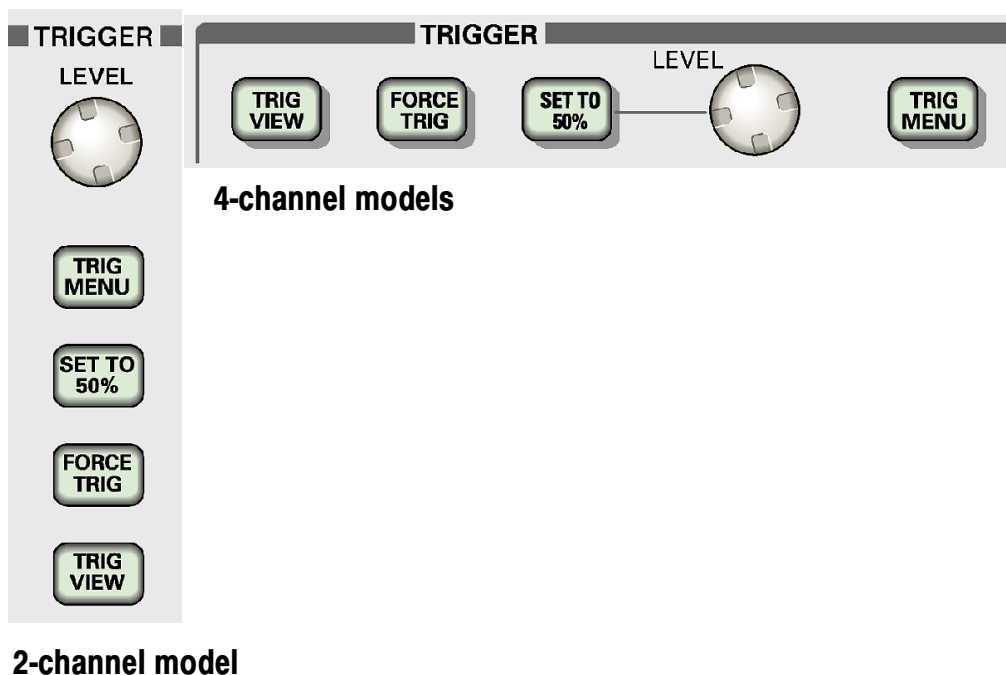 TRIGGER
LEVEL
TRIG
MENU
SET TO
50%
FORCE
TRIG
TRIG
VIEW
2-channel model
TRIGGER
TRIG
VIEW
FORCE
TRIG
SET TO
50%
LEVEL
TRIG
MENU
4-channel models